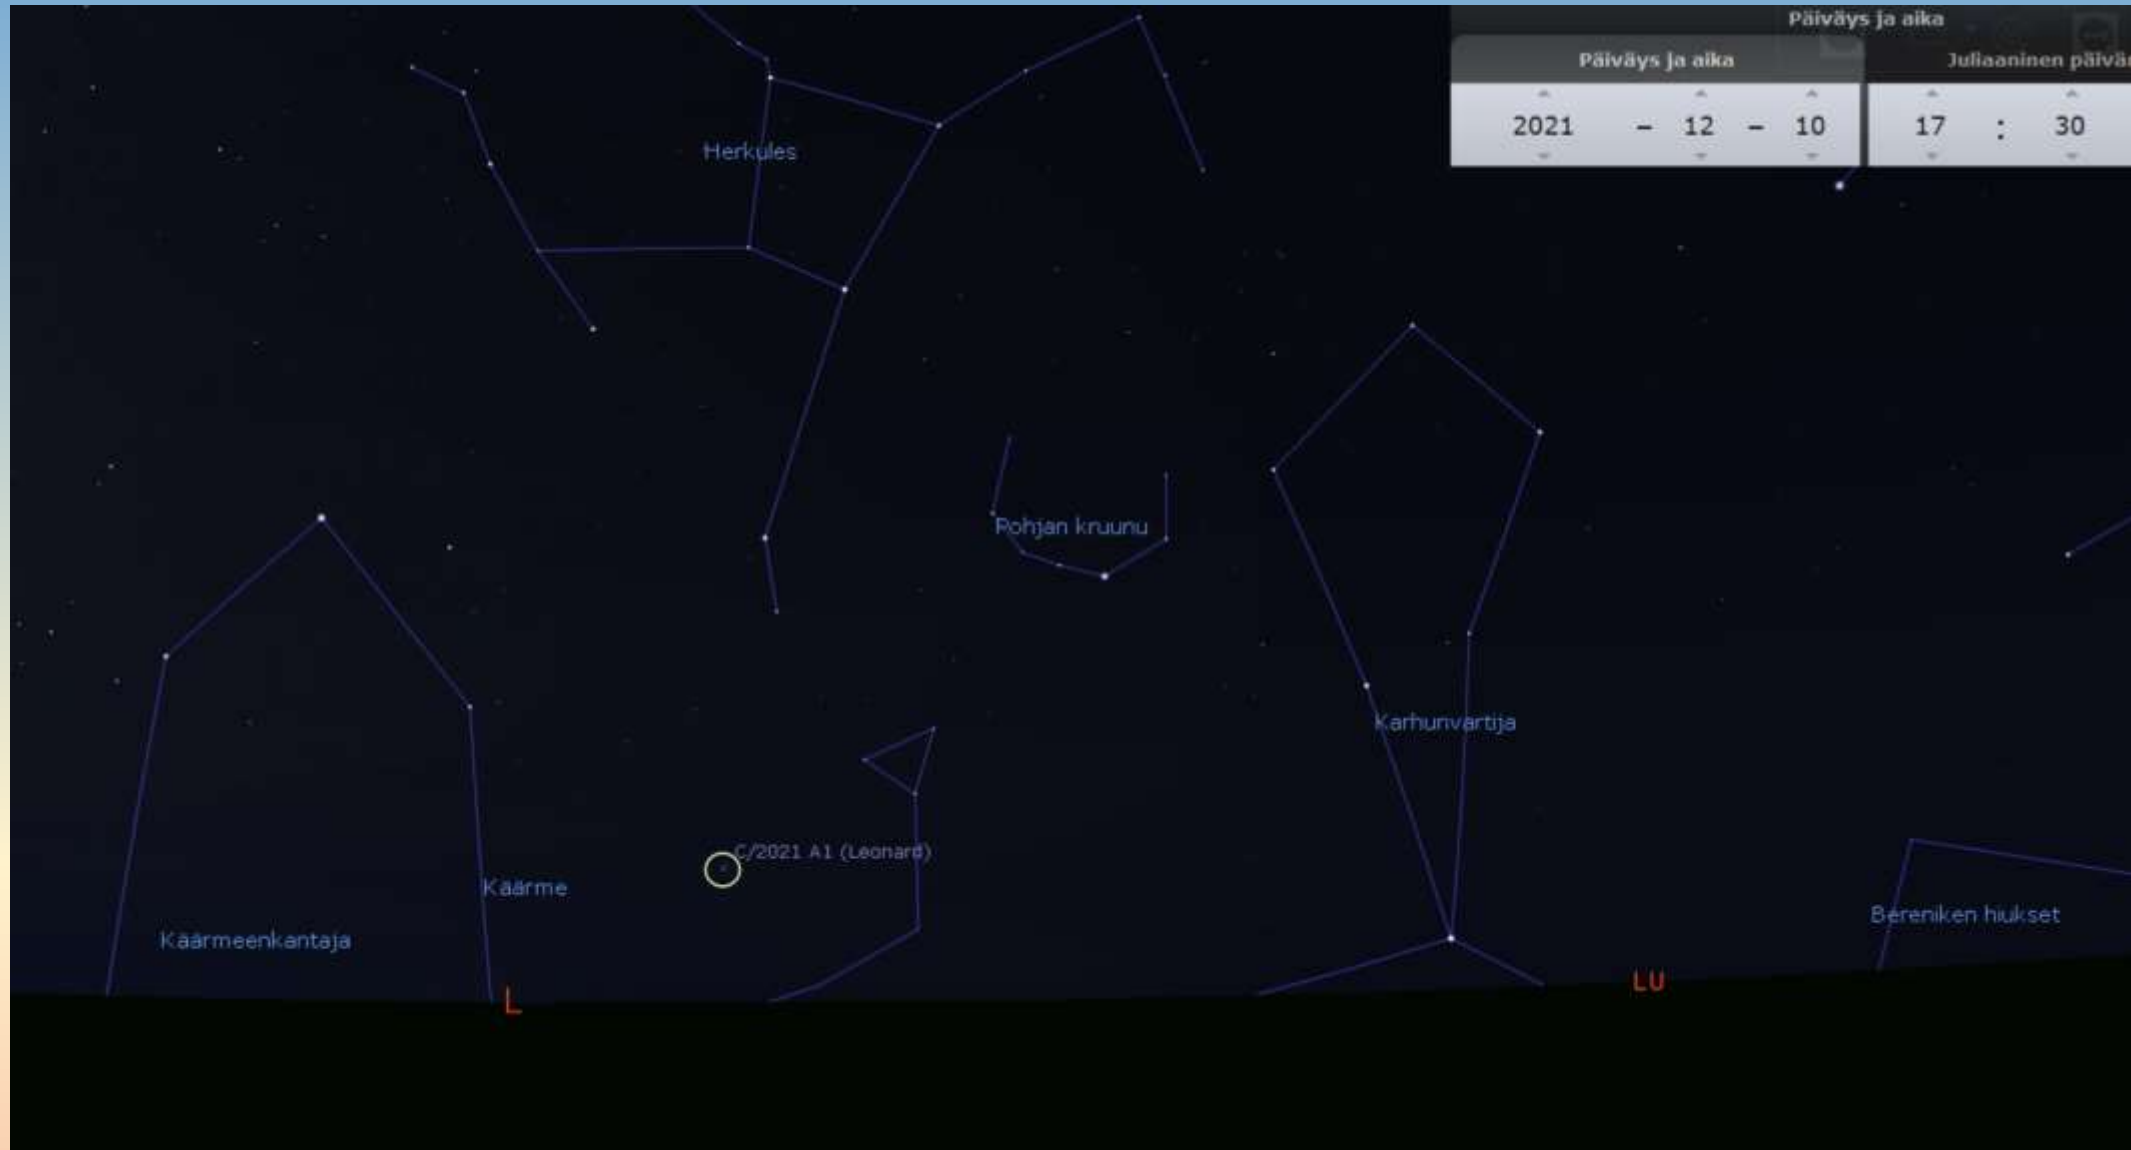 Päiväys ja aika
Päiväys ja aika
2021 - 12 - 10
17 : 30
Herkules
Pohjan kruunu
Karhunvartija
C/2021 A1 (Leonard)
Käärme
Bereniken hiukset
Käärmeenkantaja
LU
L